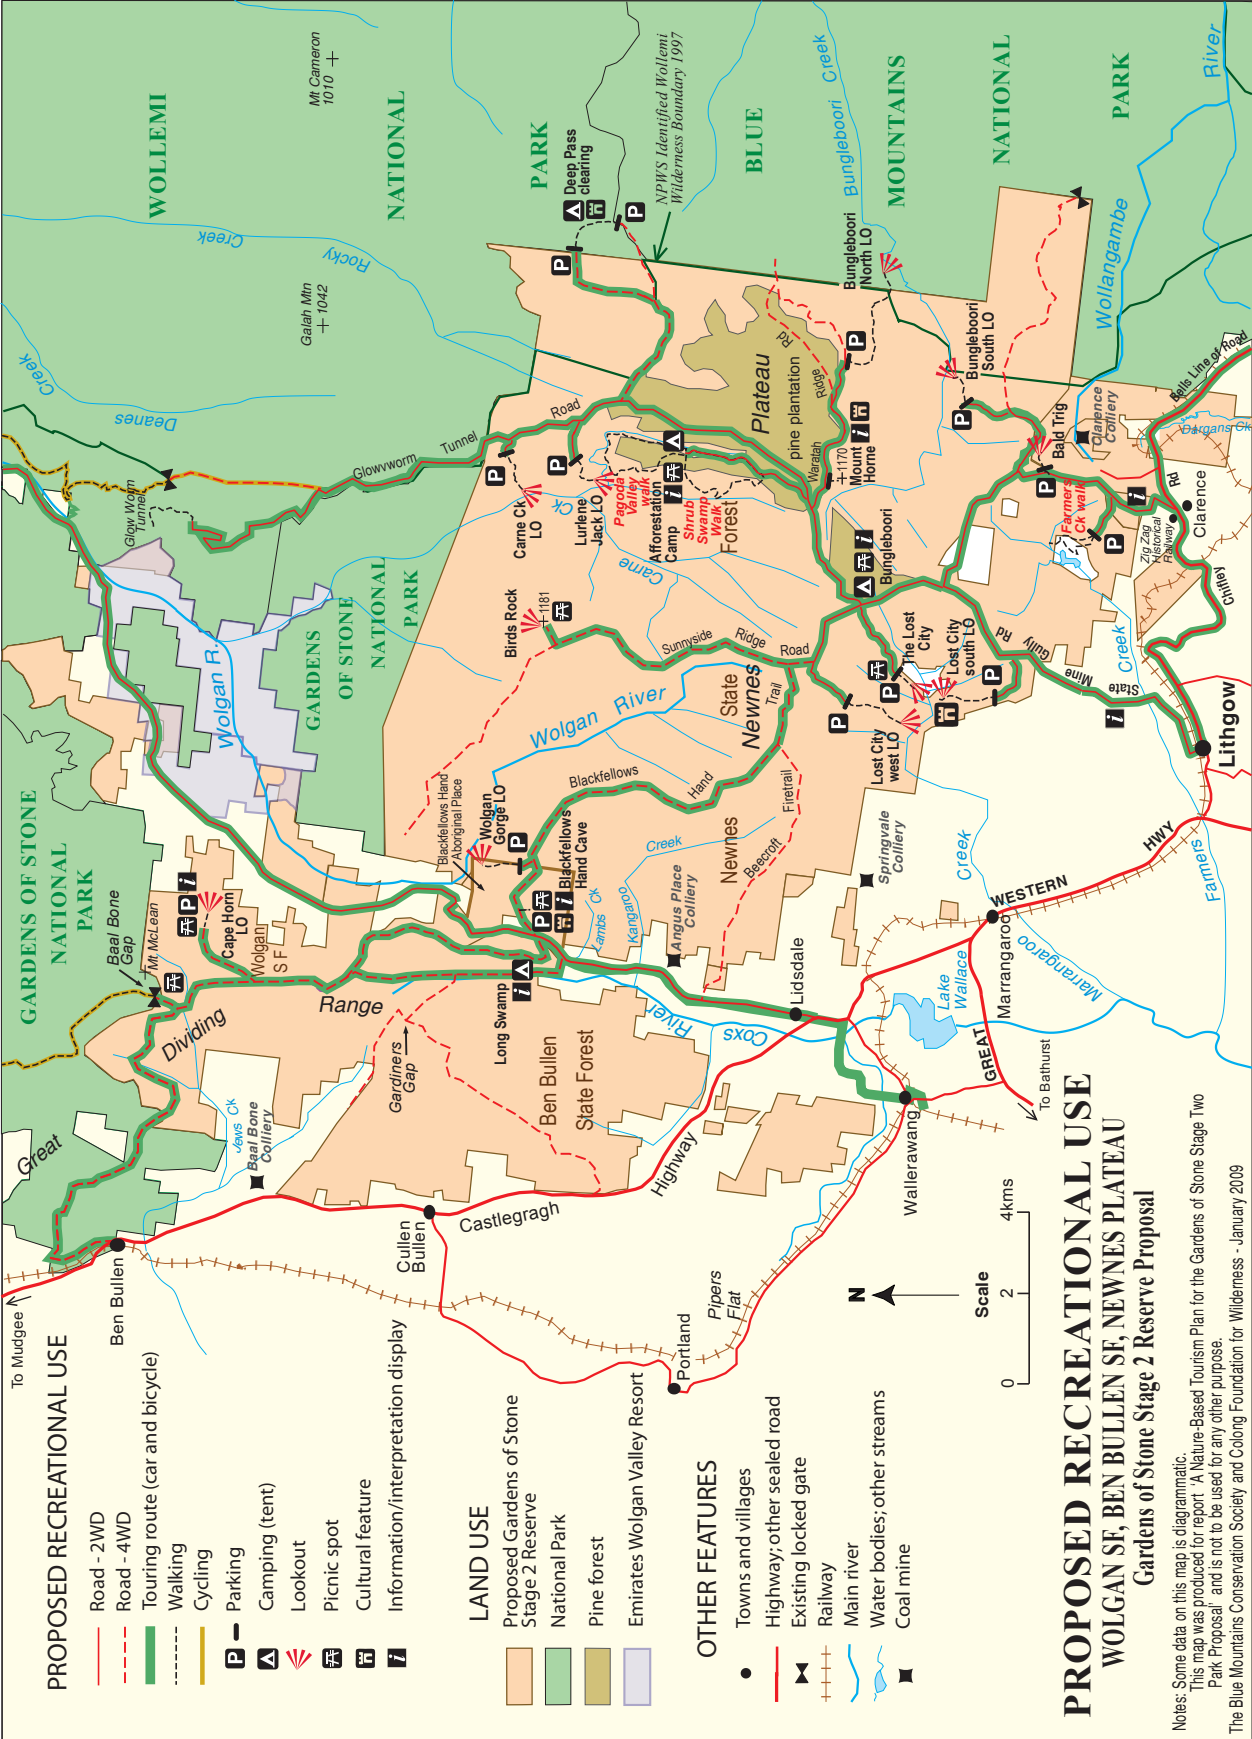 PROPOSED RECREATIONAL USE
Road - 2WD
Road - 4WD
Touring route (car and bicycle)
Walking
Cycling
P
Parking
Camping (tent)
Lookout
Picnic spot
Cultural feature
i
Information/interpretation display
LAND USE
Proposed Gardens of Stone
Stage 2 Reserve
National Park
Pine forest
Emirates Wolgan Valley Resort
OTHER FEATURES
Towns and villages
Highway; other sealed road
Existing locked gate
Railway
Main river
Water bodies; other streams
Coal mine
PROPOSED RECREATIONAL USE
WOLGAN SF, BEN BULLEN SF, NEWNES PLATEAU
Gardens of Stone Stage 2 Reserve Proposal
Notes: Some data on this map is diagrammatic.
This map was produced for report 'A Nature-Based Tourism Plan for the Gardens of Stone Stage Two
Park Proposal' and is not to be used for any other purpose.
The Blue Mountains Conservation Society and Colong Foundation for Wilderness - January 2009
Scale
0
2
4kms
N
To Mudgee
Ben Bullen
Cullen
Bullen
Castlegragh
Highway
Portland
Pipers
Flat
Wallerawang
To Bathurst
GREAT
WESTERN
HWY
Marrangaroo
Marrangaroo
Creek
Lake
Wallace
Lidsdale
Coxs
River
Farmers
Creek
Lithgow
Great
Dividing
Range
Jews Ck
Baal Bone
Colliery
Baal Bone
Gap
Mt McLean
GARDENS OF STONE
NATIONAL
PARK
Cape Horn
LO
Wolgan
S F
Gardiners
Gap
Long Swamp
Ben Bullen
State Forest
Angus Place
Colliery
Springvale
Colliery
Kangaroo
Creek
Lambs Ck
Blackfellows
Hand Cave
Blackfellows Hand
Aboriginal Place
Wolgan
Gorge LO
Blackfellows
Hand
Trail
Beecroft
Firetrail
Newnes
State
Newnes
Forest
Plateau
pine plantation
Wolgan River
Wolgan R.
GARDENS
OF STONE
NATIONAL
PARK
Birds Rock
1181
Sunnyside
Ridge
Road
Lost City
west LO
The Lost
City
Lost City
south LO
State
Mine
Gully
Rd
Bungleboori
Carne
Ck
Carne Ck
LO
Lurlene
Jack LO
Pagoda
Valley
walk
Afforestation
Camp
Shrub
Swamp
Walk
Glow Worm
Tunnel
Glowworm
Tunnel
Road
Deanes
Creek
Rocky
Creek
Galah Mtn
1042
Mt Cameron
1010
WOLLEMI
NATIONAL
PARK
Deep Pass
clearing
NPWS Identified Wollemi
Wilderness Boundary 1997
BLUE
MOUNTAINS
NATIONAL
PARK
Bungleboori Creek
Bungleboori
Creek
Bungleboori
North LO
Bungleboori
South LO
Waratah
Ridge
Rd
1170
Mount
Horne
Bald Trig
Farmers
Ck walk
Clarence
Colliery
Clarence
Zig Zag
Historical
Railway
Chifley
Rd
Bells Line of Road
Dargans Ck
Wollangambe
River